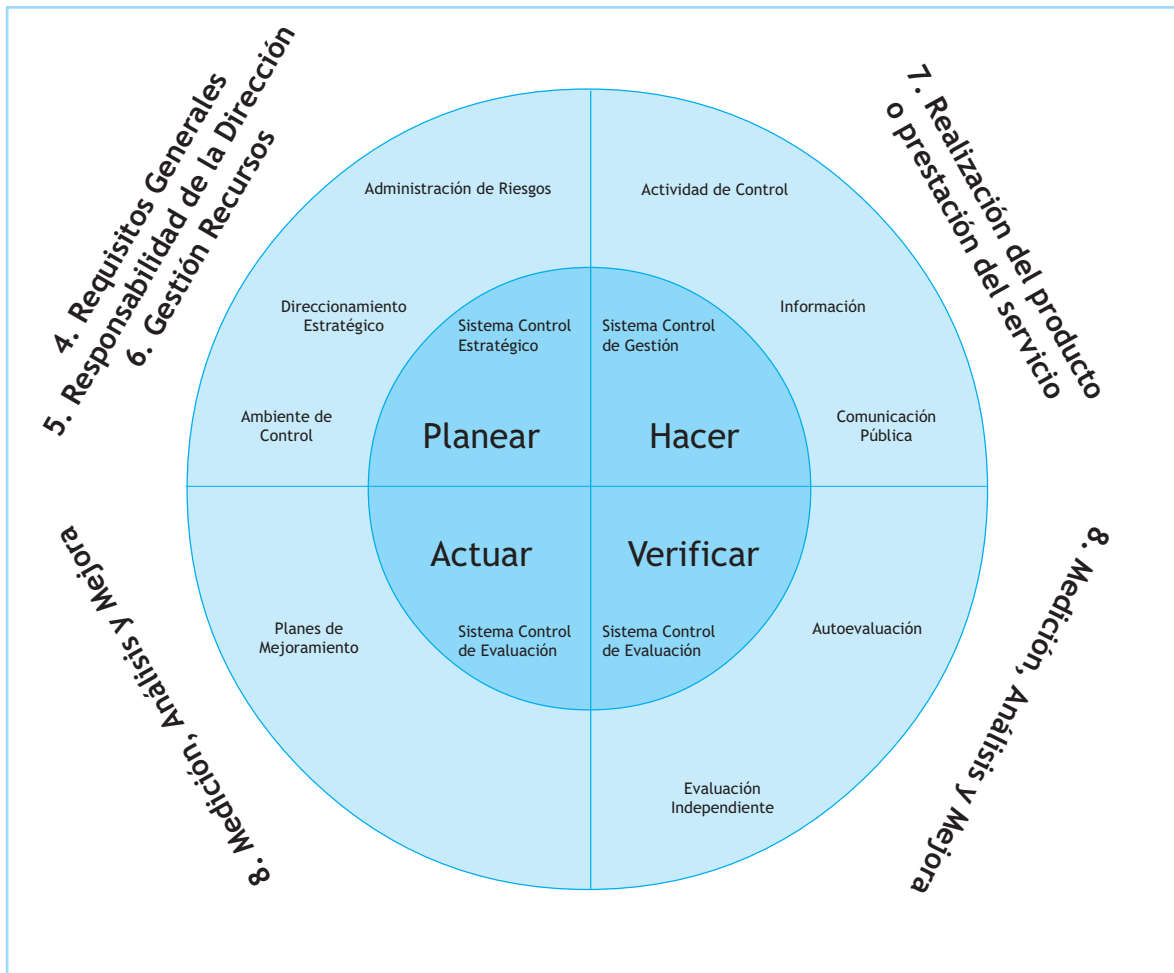 4. Requisitos Generales
5. Responsabilidad de la Dirección
6. Gestión Recursos
7. Realización del producto
o prestación del servicio
Administración de Riesgos
Actividad de Control
Direccionamiento
Estratégico
Sistema Control
Estratégico
Sistema Control
de Gestión
Información
Ambiente de
Control
Planear
Hacer
Comunicación
Pública
Actuar
Verificar
Planes de
Mejoramiento
Sistema Control
de Evaluación
Sistema Control
de Evaluación
Autoevaluación
Evaluación
Independiente
8. Medición, Análisis y Mejora
8. Medición, Análisis y Mejora